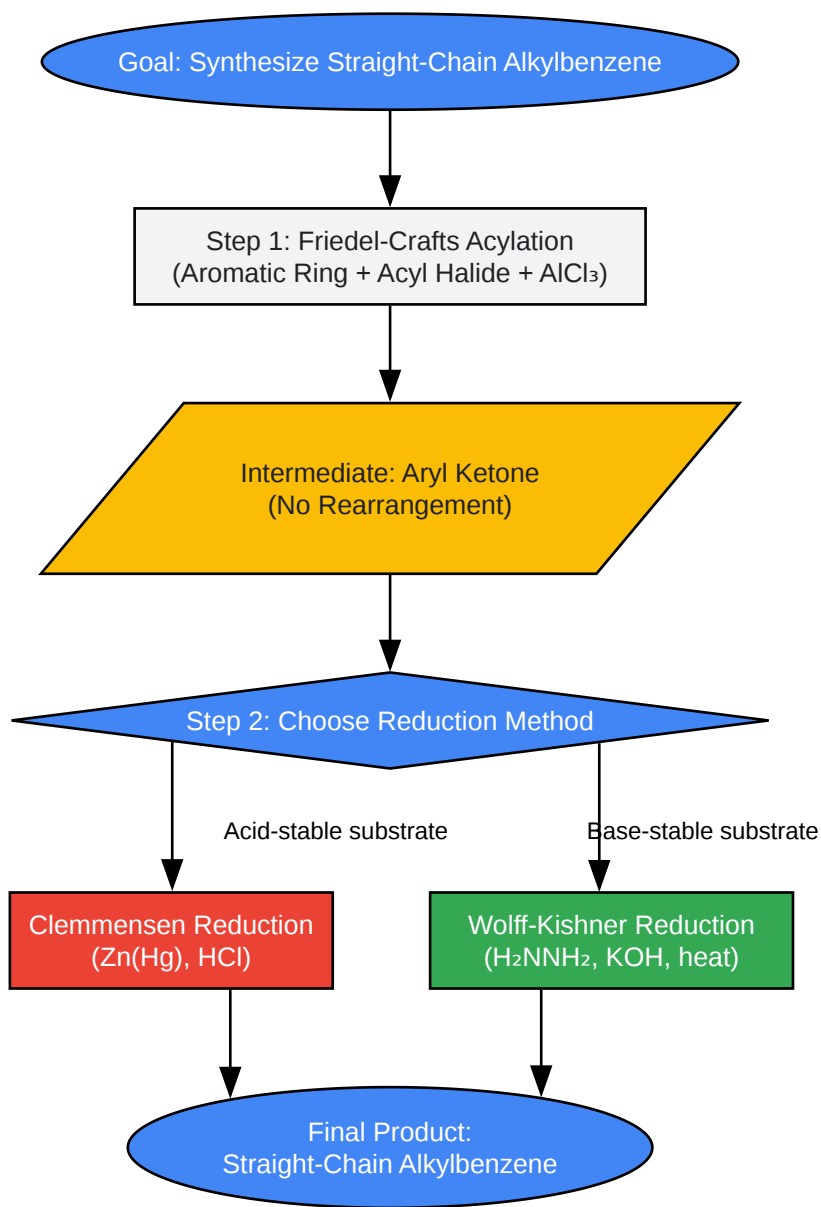 Goal: Synthesize Straight-Chain Alkylbenzene
Step 1: Friedel-Crafts Acylation
(Aromatic Ring + Acyl Halide + AlCl₃)
Intermediate: Aryl Ketone
(No Rearrangement)
Step 2: Choose Reduction Method
Acid-stable substrate
Base-stable substrate
Clemmensen Reduction
(Zn(Hg), HCl)
Wolff-Kishner Reduction
(H₂NNH₂, KOH, heat)
Final Product:
Straight-Chain Alkylbenzene